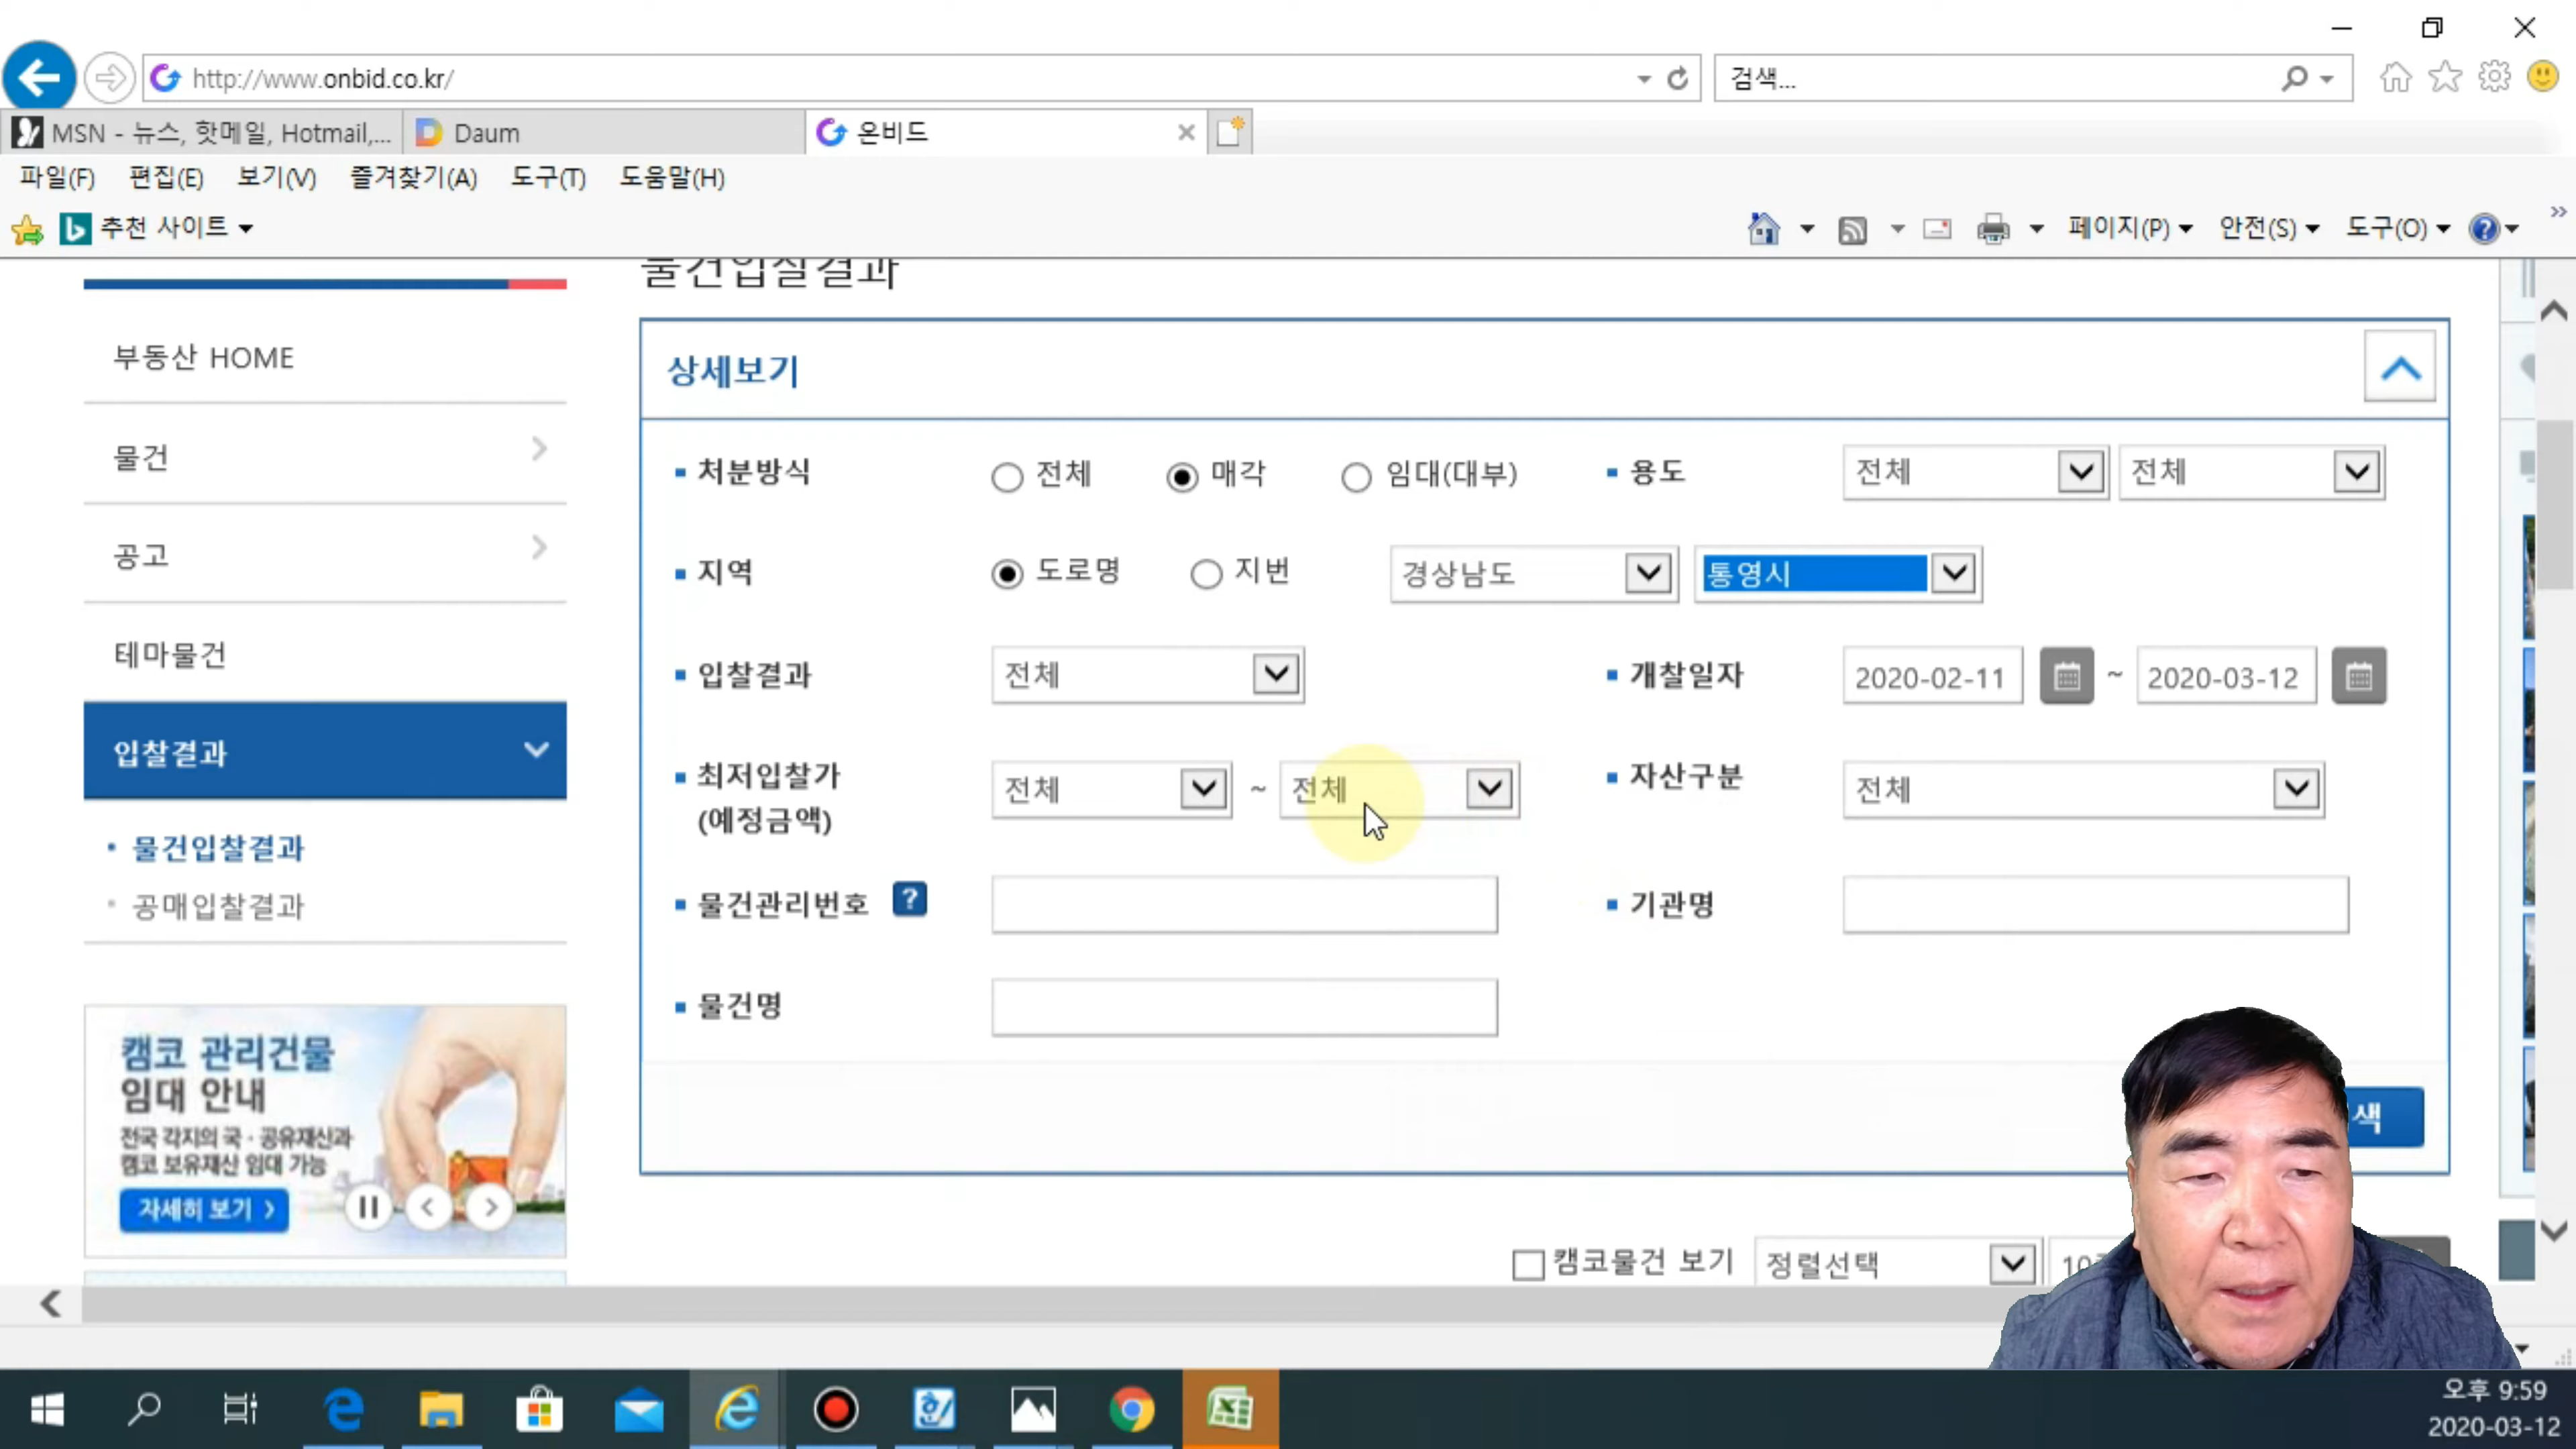 http://www.onbid.co.kr/
검색...
MSN - 뉴스, 핫메일, Hotmail,...
Daum
온비드
파일(F) 편집(E) 보기(V) 즐겨찾기(A) 도구(T) 도움말(H)
추천 사이트
페이지(P) 안전(S) 도구(O)
물건입찰결과
부동산 HOME
물건
공고
테마물건
입찰결과
물건입찰결과
공매입찰결과
캠코 관리건물
임대 안내
전국 각지의 국·공유재산과
캠코 보유재산 임대 가능
자세히 보기 >
상세보기
처분방식 전체 매각 임대(대부) 용도 전체 전체
지역 도로명 지번 경상남도 통영시
입찰결과 전체 개찰일자 2020-02-11 ~ 2020-03-12
최저입찰가 전체 ~ 전체 자산구분 전체
(예정금액)
물건관리번호 ? 기관명
물건명
색
캠코물건 보기 정렬선택
오후 9:59
2020-03-12